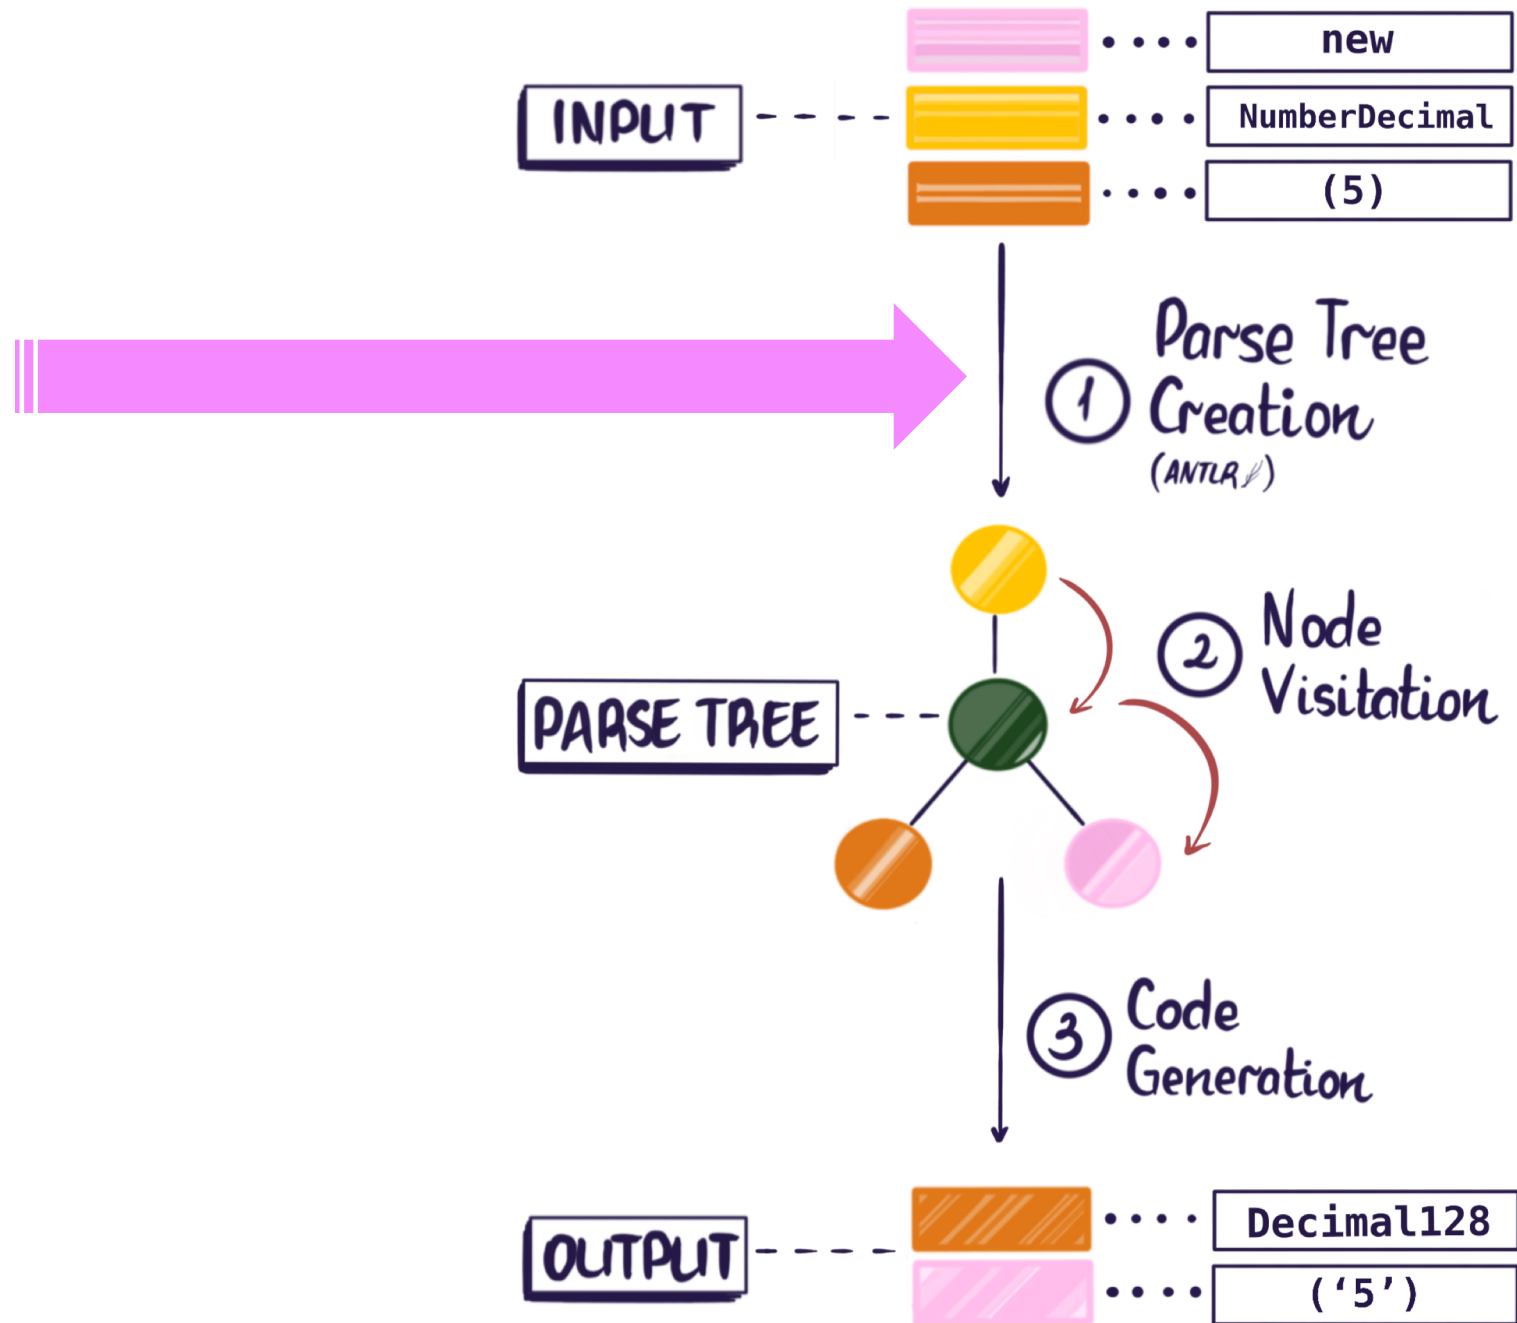 new
INPUT
NumberDecimal
(5)
1
Parse Tree
Creation
(ANTLR)
2
Node
Visitation
PARSE TREE
3
Code
Generation
Decimal128
OUTPUT
(‘5’)